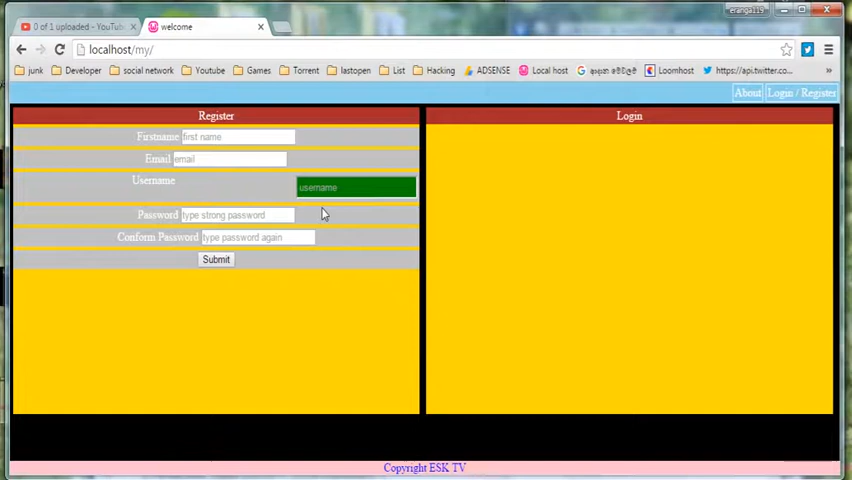 eranga119
0 of 1 uploaded - YouTube
welcome
localhost/my/
junk Developer social network Youtube Games Torrent lastopen List Hacking ADSENSE Local host Loomhost https://api.twitter.co... »
About Login / Register
Register
Login
Firstname first name
Email email
Username username
Password type strong password
Conform Password type password again
Submit
Copyright ESK TV